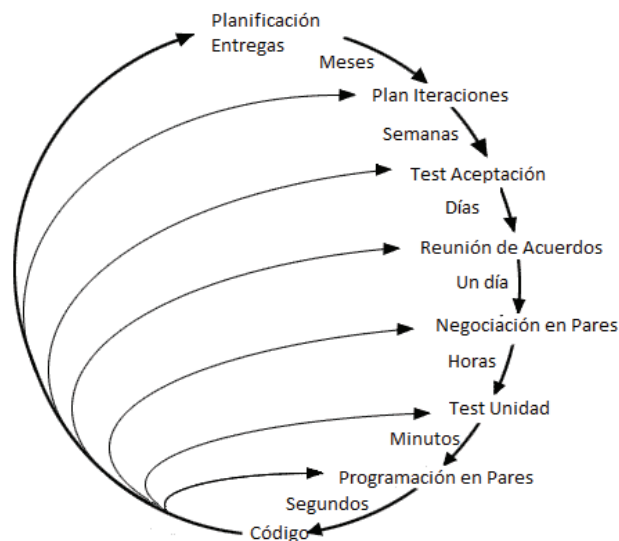 Planificación
Entregas
Meses
Plan Iteraciones
Semanas
Test Aceptación
Días
Reunión de Acuerdos
Un día
Negociación en Pares
Horas
Test Unidad
Minutos
Programación en Pares
Segundos
Código